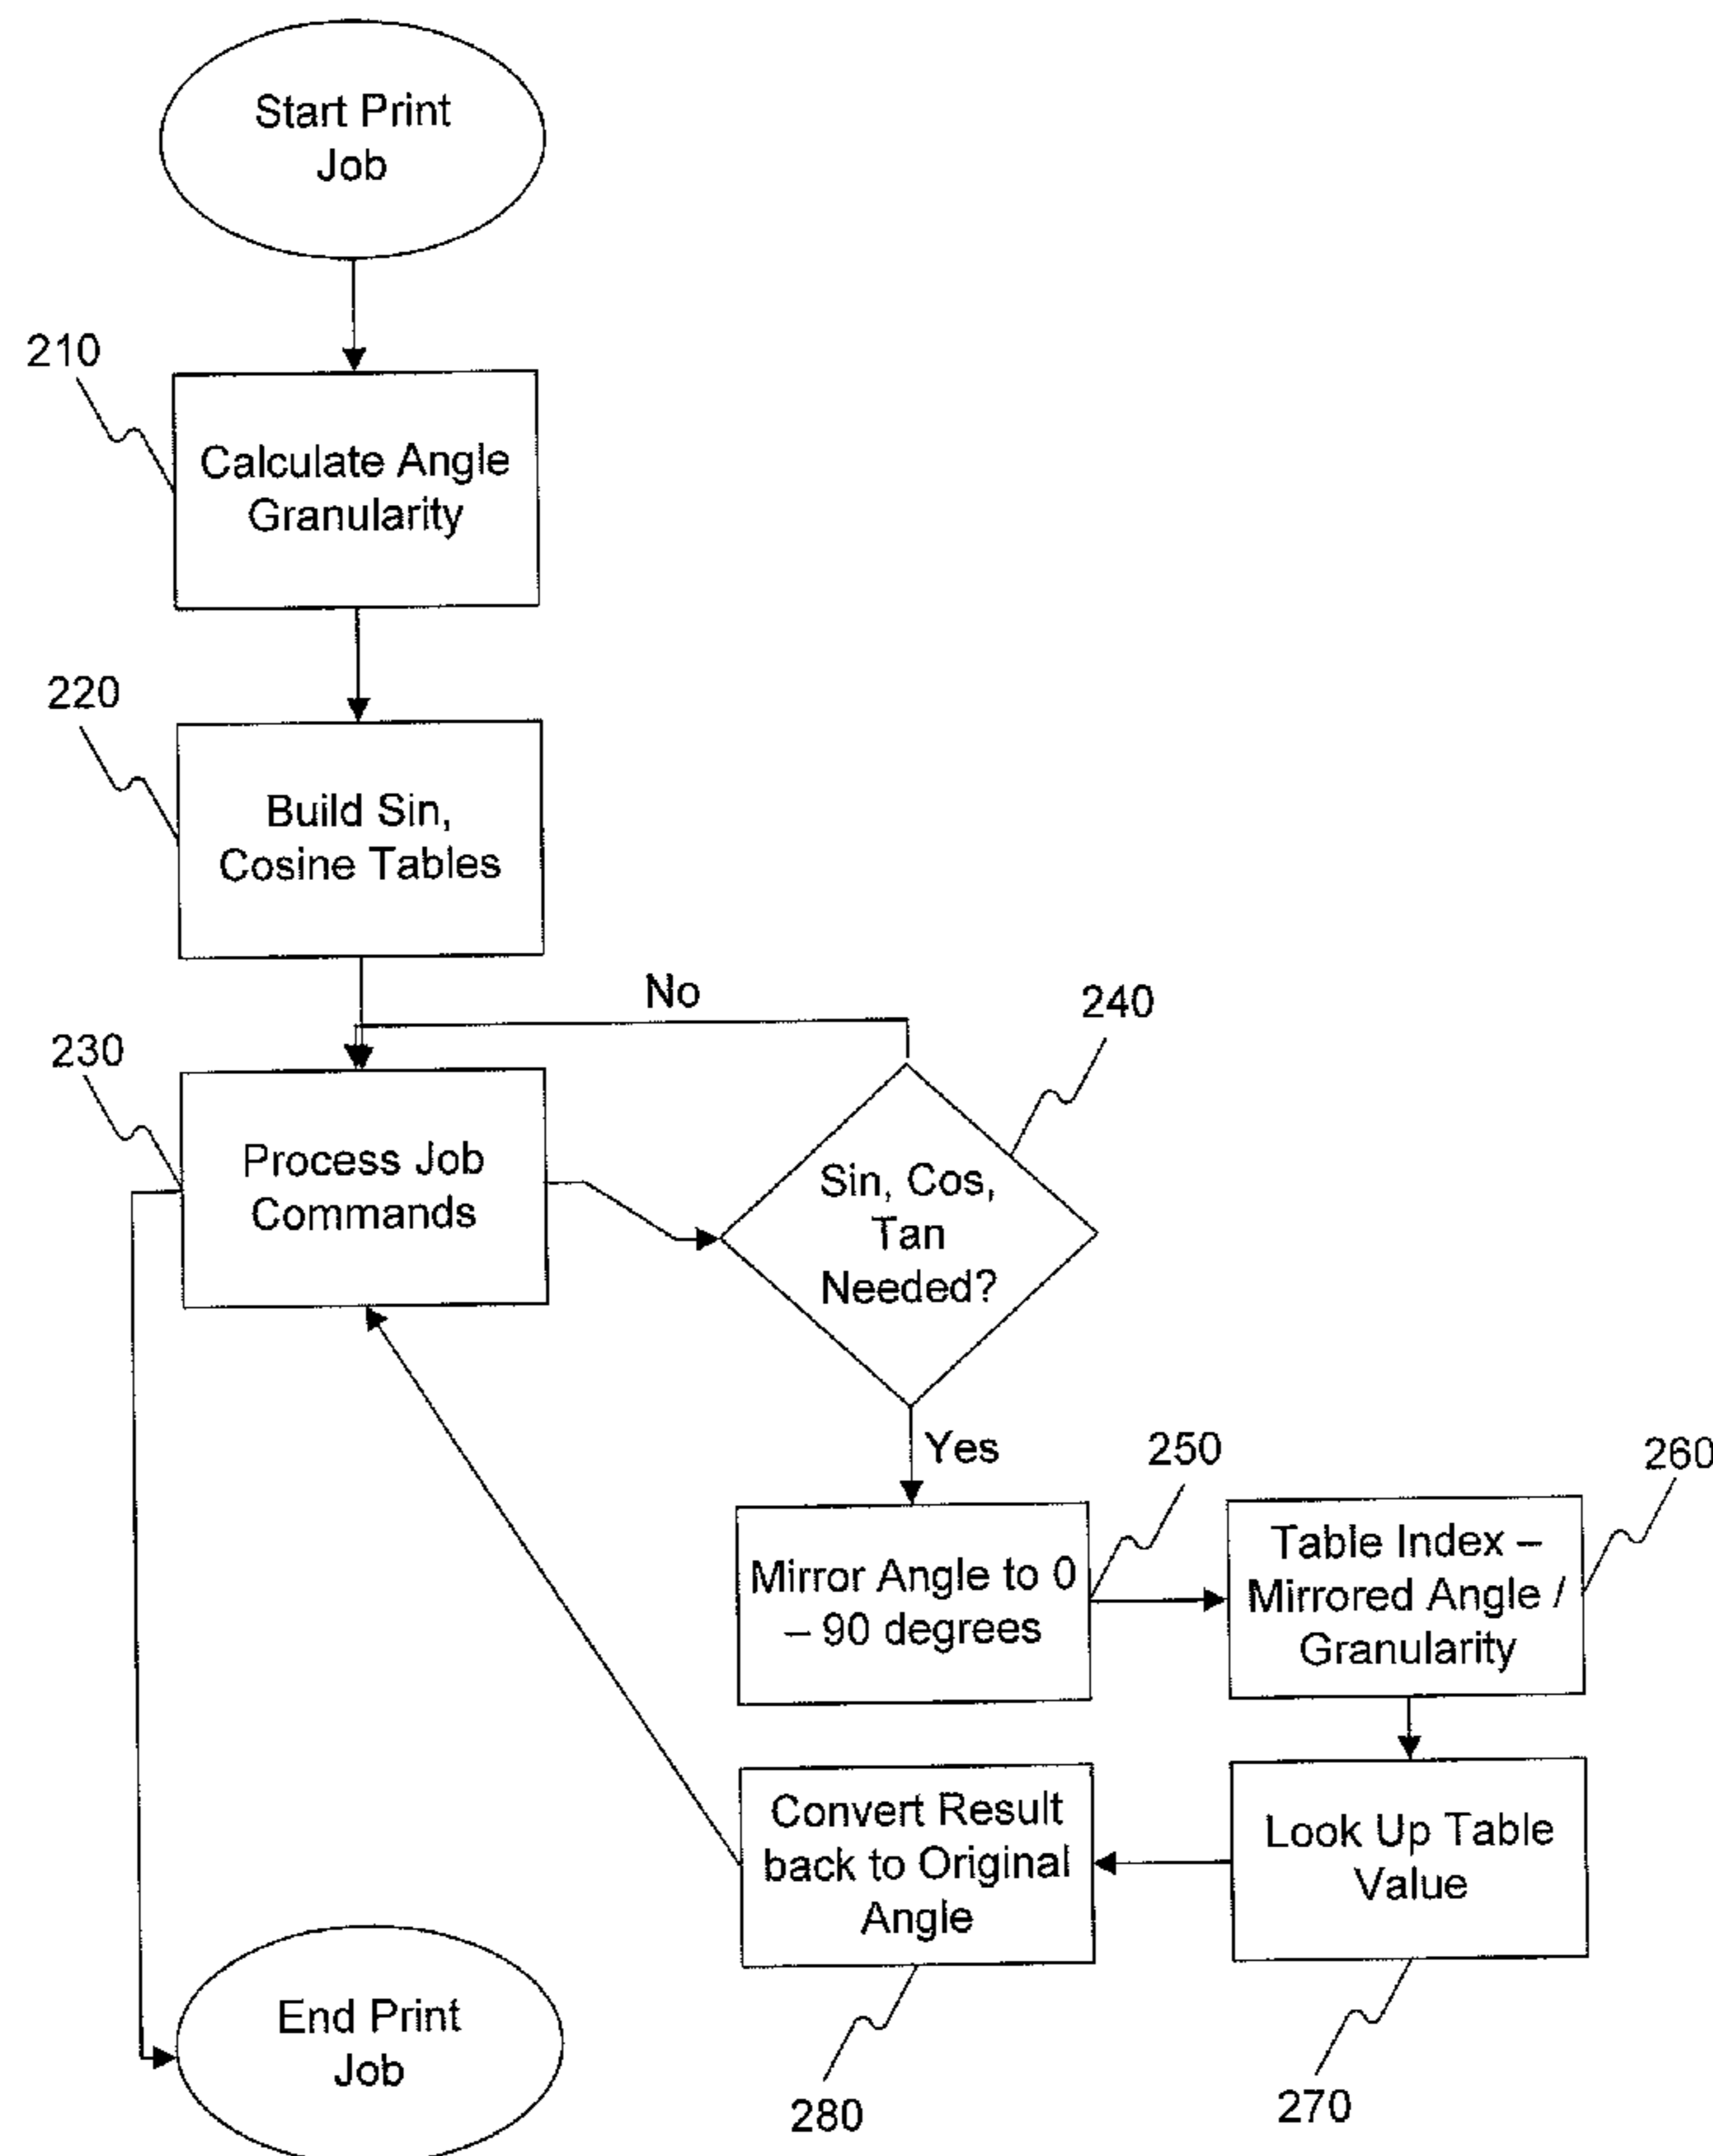 Start Print
Job
210
Calculate Angle
Granularity
220
Build Sin,
Cosine Tables
No
240
230
Process Job
Commands
Sin, Cos,
Tan
Needed?
Yes
250
260
Mirror Angle to 0
– 90 degrees
Table Index –
Mirrored Angle /
Granularity
Convert Result
back to Original
Angle
Look Up Table
Value
End Print
Job
280
270